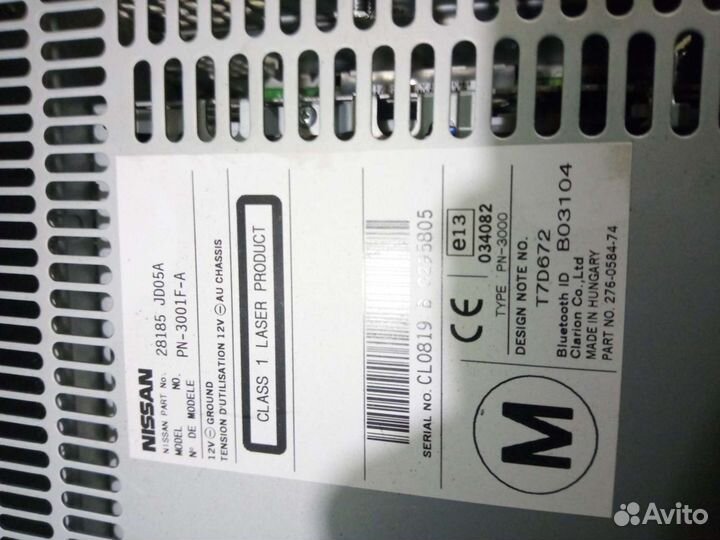 NISSAN
NISSAN PART No. 28185 JD05A
MODEL NO. PN-3001F-A
N° DE MODELE
12V ⊖ GROUND
TENSION D'UTILISATION 12V ⊖ AU CHASSIS
CLASS 1 LASER PRODUCT
SERIAL NO. CL0819
CE
e13
034082
TYPE PN-3000
DESIGN NOTE NO.
T7D672
Bluetooth ID B03104
Clarion Co.,Ltd
MADE IN HUNGARY
PART NO. 276-0584-74
M
Avito